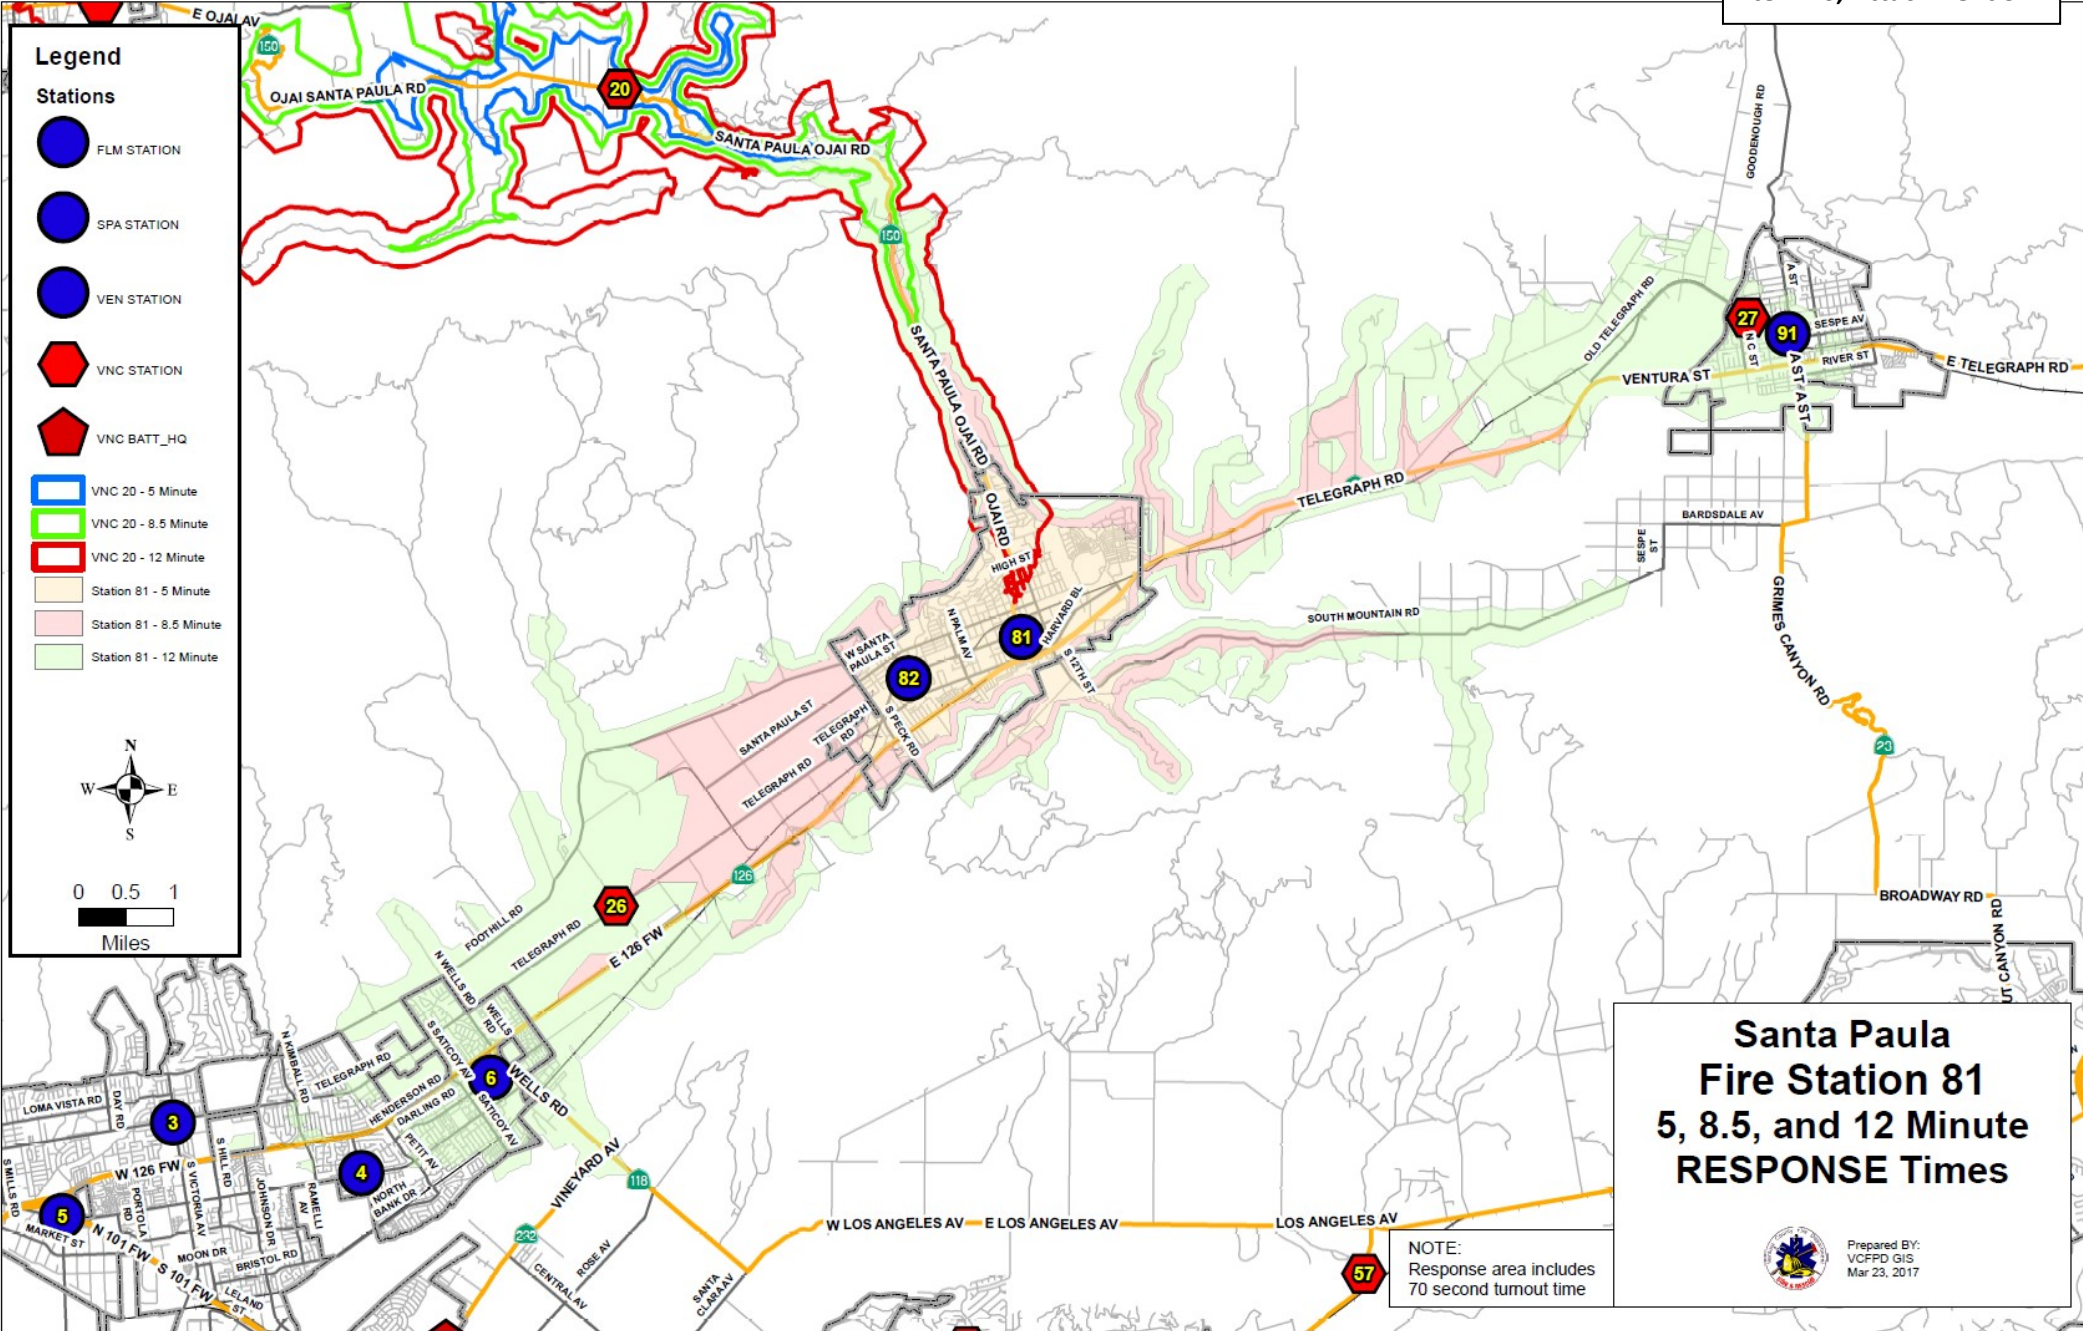 E OJAI AV
150
Legend
Stations
FLM STATION
SPA STATION
VEN STATION
VNC STATION
VNC BATT_HQ
VNC 20 - 5 Minute
VNC 20 - 8.5 Minute
VNC 20 - 12 Minute
Station 81 - 5 Minute
Station 81 - 8.5 Minute
Station 81 - 12 Minute
N
W E
S
0 0.5 1
Miles
OJAI SANTA PAULA RD
20
SANTA PAULA OJAI RD
150
SANTA PAULA OJAI RD
OJAI RD
HIGH ST
GOODENOUGH RD
A ST
27
91
SESPE AV
N C ST
RIVER ST
A ST
A ST
E TELEGRAPH RD
OLD TELEGRAPH RD
VENTURA ST
TELEGRAPH RD
BARDSDALE AV
SESPE
ST
SOUTH MOUNTAIN RD
GRIMES CANYON RD
23
BROADWAY RD
UT CANYON RD
81
HARVARD BL
N PALM AV
W SANTA
PAULA ST
82
S 12TH ST
S PECK RD
SANTA PAULA ST
TELEGRAPH
RD
TELEGRAPH RD
126
26
E 126 FW
FOOTHILL RD
TELEGRAPH RD
N WELLS RD
WELLS
RD
S SATICOY AV
6
WELLS RD
SATICOY AV
N KIMBALL RD
TELEGRAPH RD
HENDERSON RD
DARLING RD
PETIT AV
LOMA VISTA RD
DAY RD
3
4
NORTH
BANK DR
S MILLS RD
W 126 FW
S HILL RD
S VICTORIA AV
JOHNSON DR
RAMELLI
AV
PORTOLA
RD
5
MARKET ST
N 101 FW
S 101 FW
MOON DR
BRISTOL RD
LELAND
ST
VINEYARD AV
118
232
CENTRAL AV
ROSE AV
SANTA
CLARA AV
W LOS ANGELES AV
E LOS ANGELES AV
LOS ANGELES AV
57
NOTE:
Response area includes
70 second turnout time
Santa Paula
Fire Station 81
5, 8.5, and 12 Minute
RESPONSE Times
Prepared BY:
VCFPD GIS
Mar 23, 2017